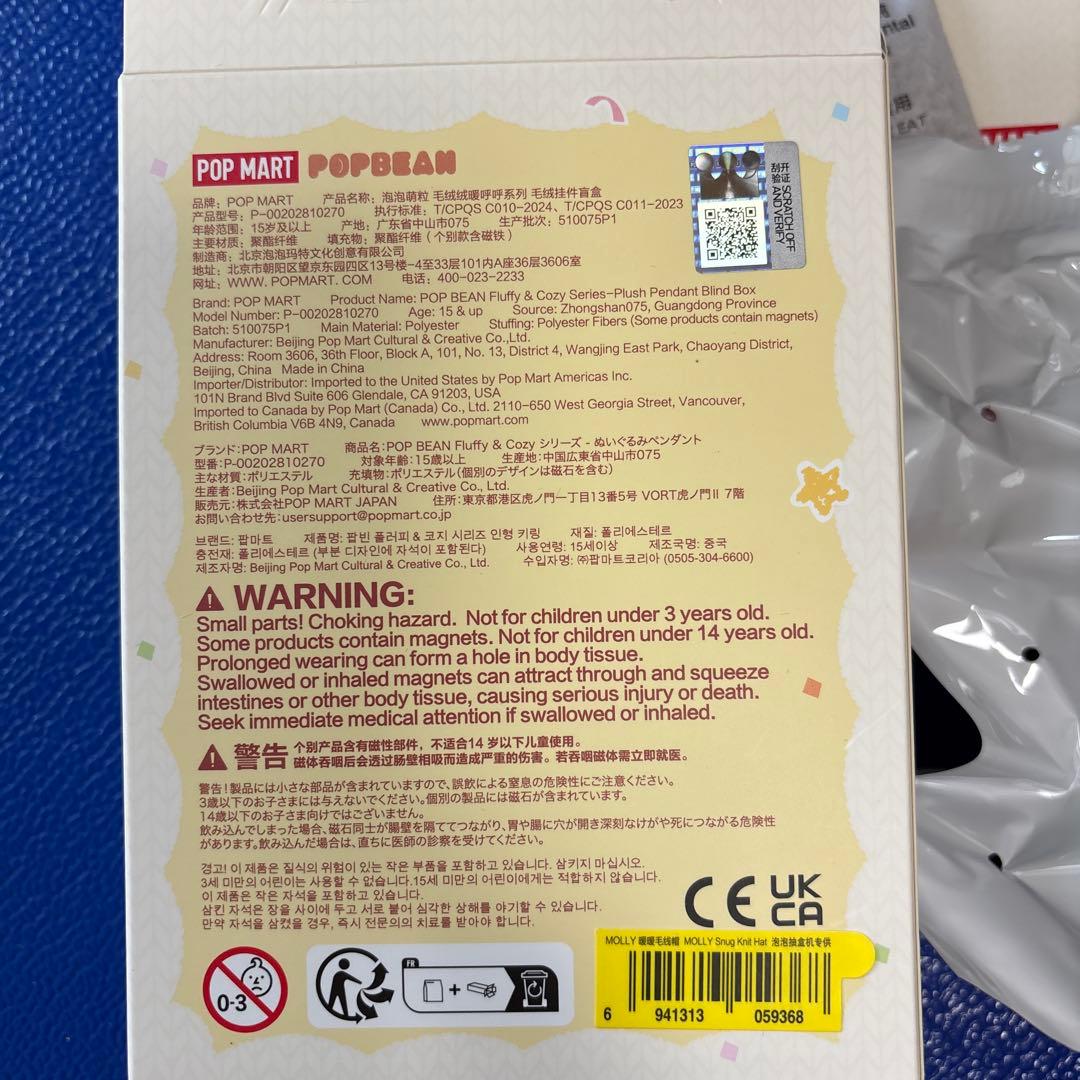 POP MART POPBEAN
品牌：POP MART 产品名称：泡泡萌粒 毛绒绒暖呼呼系列 毛绒挂件盲盒
产品型号：P-00202810270 执行标准：T/CPQS C010-2024、T/CPQS C011-2023
年龄范围：15岁及以上 产地：广东省中山市075 生产批次：510075P1
主要材质：聚酯纤维 填充物：聚酯纤维（个别款含磁铁）
制造商：北京泡泡玛特文化创意有限公司
地址：北京市朝阳区望京东园四区13号楼-4至33层101内A座36层3606室
网址：WWW. POPMART. COM 电话：400-023-2233
开证刮验
SCRATCH OFF AND VERIFY
Brand: POP MART Product Name: POP BEAN Fluffy & Cozy Series-Plush Pendant Blind Box
Model Number: P-00202810270 Age: 15 & up Source: Zhongshan075, Guangdong Province
Batch: 510075P1 Main Material: Polyester Stuffing: Polyester Fibers (Some products contain magnets)
Manufacturer: Beijing Pop Mart Cultural & Creative Co.,Ltd.
Address: Room 3606, 36th Floor, Block A, 101, No. 13, District 4, Wangjing East Park, Chaoyang District,
Beijing, China Made in China
Importer/Distributor: Imported to the United States by Pop Mart Americas Inc.
101N Brand Blvd Suite 606 Glendale, CA 91203, USA
Imported to Canada by Pop Mart (Canada) Co., Ltd. 2110-650 West Georgia Street, Vancouver,
British Columbia V6B 4N9, Canada www.popmart.com
ブランド：POP MART 商品名：POP BEAN Fluffy & Cozy シリーズ - ぬいぐるみペンダント
型番：P-00202810270 対象年齢：15歳以上 生産地：中国広東省中山市075
主な材質：ポリエステル 充填物：ポリエステル（個別のデザインは磁石を含む）
生産者：Beijing Pop Mart Cultural & Creative Co., Ltd.
販売元：株式会社POP MART JAPAN 住所：東京都港区虎ノ門一丁目13番5号 VORT虎ノ門II 7階
お問い合わせ先：usersupport@popmart.co.jp
브랜드: 팝마트 제품명: 팝빈 플러피 & 코지 시리즈 인형 키링 재질: 폴리에스테르
충전재: 폴리에스테르 (부분 디자인에 자석이 포함된다) 사용연령: 15세이상 제조국명: 중국
제조자명: Beijing Pop Mart Cultural & Creative Co., Ltd. 수입자명: ㈜팝마트코리아 (0505-304-6600)
WARNING:
Small parts! Choking hazard. Not for children under 3 years old.
Some products contain magnets. Not for children under 14 years old.
Prolonged wearing can form a hole in body tissue.
Swallowed or inhaled magnets can attract through and squeeze
intestines or other body tissue, causing serious injury or death.
Seek immediate medical attention if swallowed or inhaled.
警告 个别产品含有磁性部件，不适合14岁以下儿童使用。
磁体吞咽后会透过肠壁相吸而造成严重的伤害。若吞咽磁体需立即就医。
警告！製品には小さな部品が含まれていますので、誤飲による窒息の危険性にご注意ください。
3歳以下のお子さまには与えないでください。個別の製品には磁石が含まれています。
14歳以下のお子さま向けではございません。
飲み込んでしまった場合、磁石同士が腸壁を隔ててつながり、胃や腸に穴が開き深刻なけがや死につながる危険性
があります。飲み込んだ場合は、直ちに医師の診察を受けてください。
경고! 이 제품은 질식의 위험이 있는 작은 부품을 포함하고 있습니다. 삼키지 마십시오.
3세 미만의 어린이는 사용할 수 없습니다.15세 미만의 어린이에게는 적합하지 않습니다.
이 제품은 작은 자석을 포함하고 있습니다.
삼킨 자석은 장을 사이에 두고 서로 붙어 심각한 상해를 야기할 수 있습니다.
만약 자석을 삼켰을 경우, 즉시 전문의의 치료를 받아야 합니다.
CE UK CA
0-3
FR
MOLLY 暖暖毛线帽 MOLLY Snug Knit Hat 泡泡抽盒机专供
6 941313 059368
用
EAT